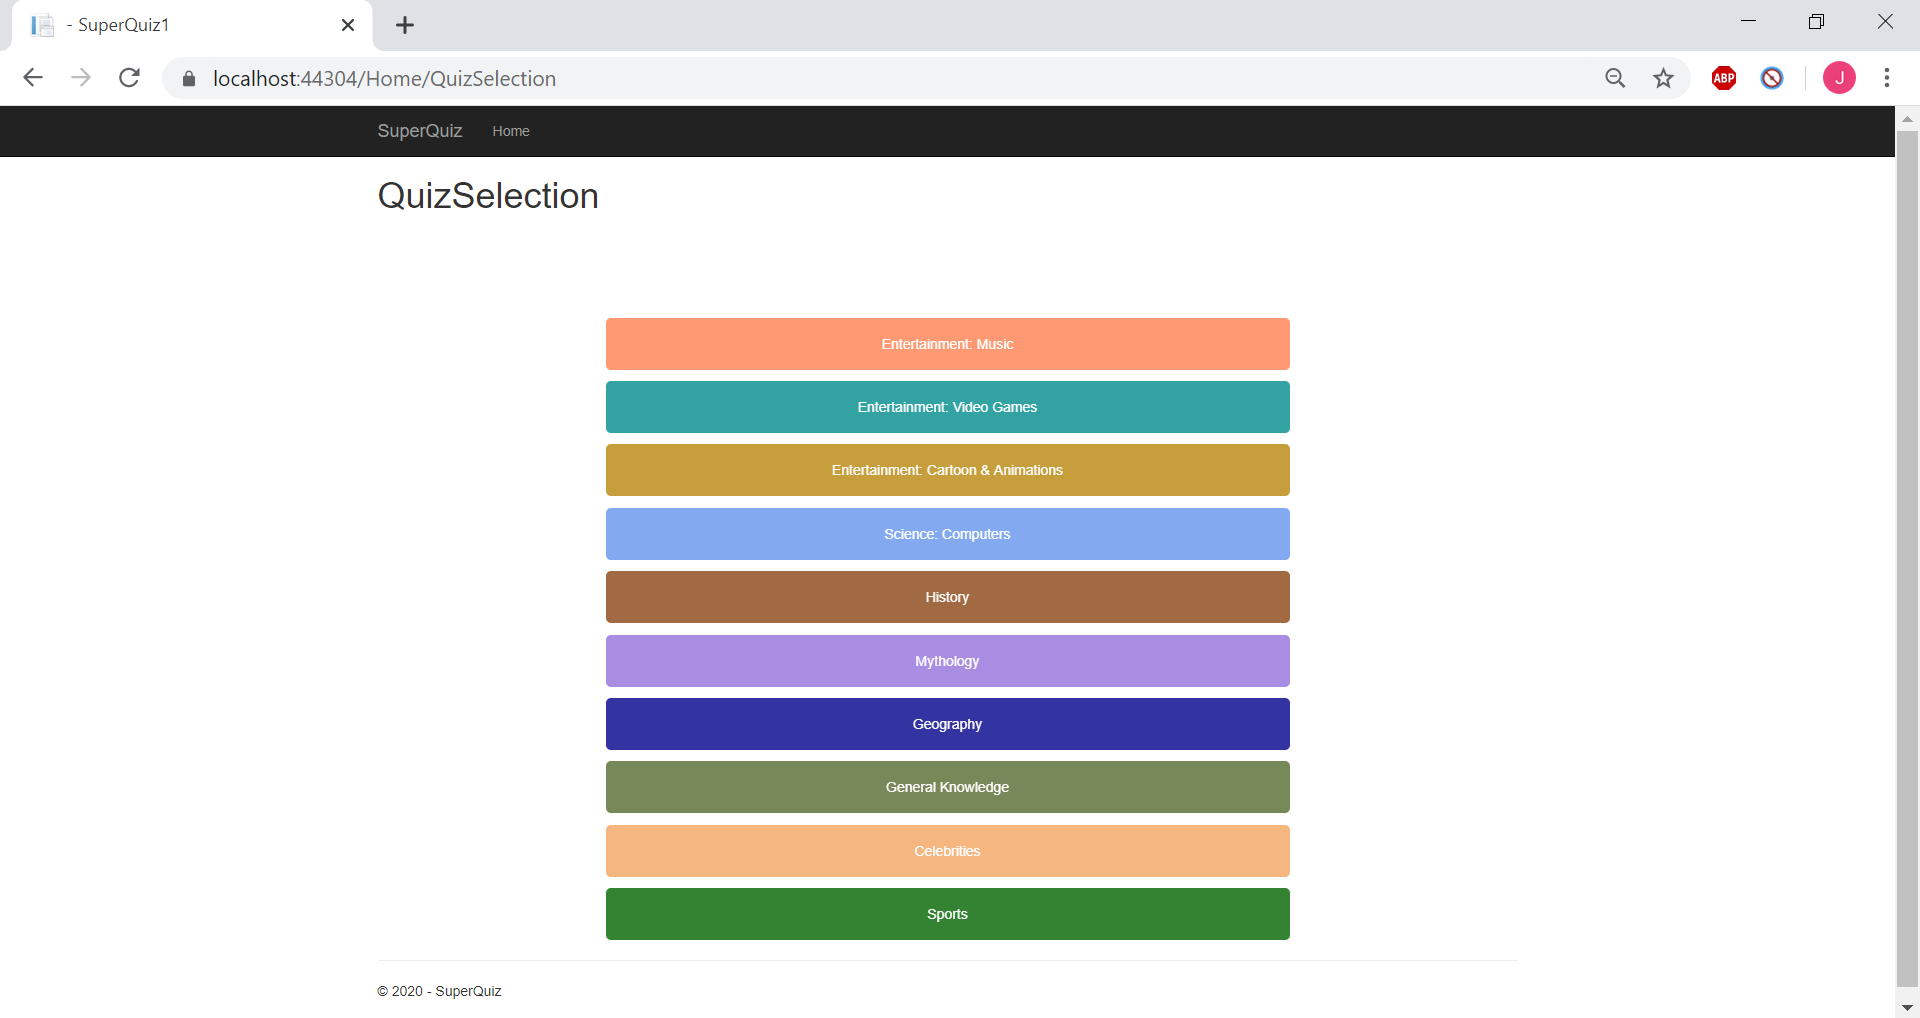 - SuperQuiz1
localhost:44304/Home/QuizSelection
ABP
J
SuperQuiz Home
QuizSelection
Entertainment: Music
Entertainment: Video Games
Entertainment: Cartoon & Animations
Science: Computers
History
Mythology
Geography
General Knowledge
Celebrities
Sports
© 2020 - SuperQuiz